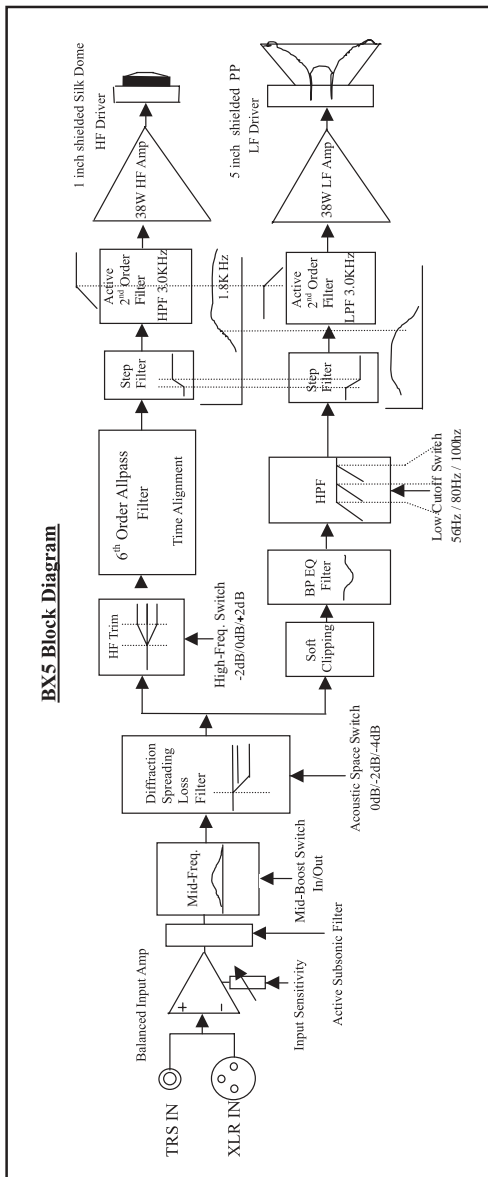 BX5 Block Diagram
TRS IN
XLR IN
Balanced Input Amp
+
-
Input Sensitivity
Active Subsonic Filter
Mid-Freq.
Mid-Boost Switch
In/Out
Diffraction
Spreading
Loss
Filter
Acoustic Space Switch
0dB/-2dB/-4dB
HF Trim
High-Freq. Switch
-2dB/0dB/+2dB
6th Order Allpass
Filter
Time Alignment
Step
Filter
Active
2nd Order
Filter
HPF 3.0KHz
1.8K Hz
38W HF Amp
1 inch shielded Silk Dome
HF Driver
Soft
Clipping
BP EQ
Filter
HPF
Low-Cutoff Switch
56Hz / 80Hz / 100hz
Step
Filter
Active
2nd Order
Filter
LPF 3.0KHz
38W LF Amp
5 inch shielded PP
LF Driver